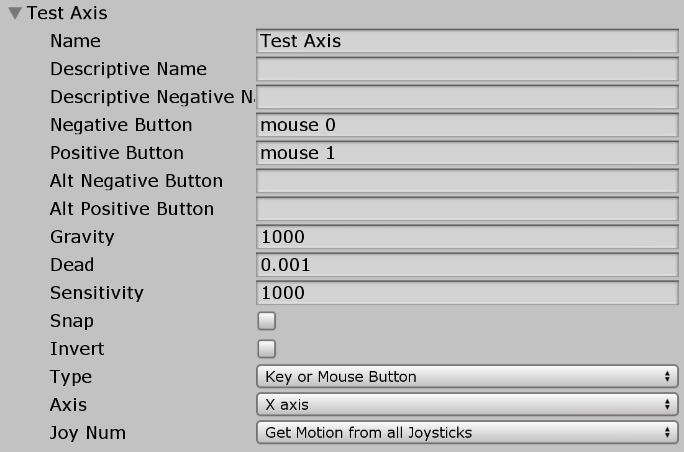 Test Axis
Name Test Axis
Descriptive Name
Descriptive Negative Na
Negative Button mouse 0
Positive Button mouse 1
Alt Negative Button
Alt Positive Button
Gravity 1000
Dead 0.001
Sensitivity 1000
Snap
Invert
Type Key or Mouse Button
Axis X axis
Joy Num Get Motion from all Joysticks